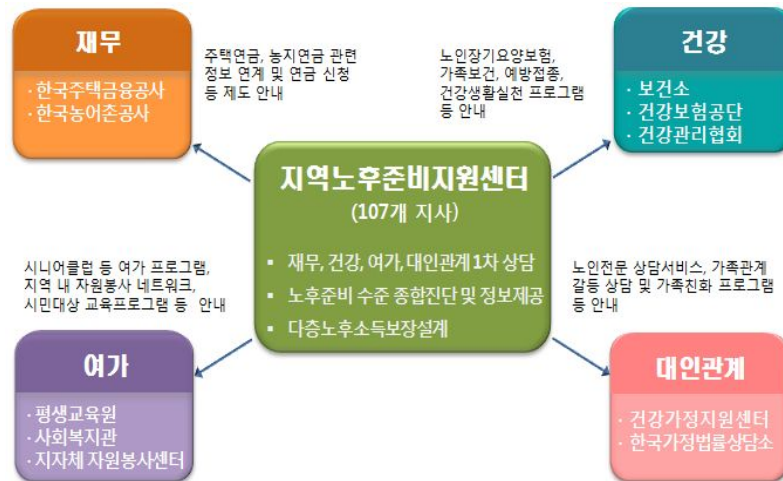 재무
· 한국주택금융공사
· 한국농어촌공사
주택연금, 농지연금 관련
정보 연계 및 연금 신청
등 제도 안내
노인장기요양보험,
가족보건, 예방접종,
건강생활실천 프로그램
등 안내
건강
· 보건소
· 건강보험공단
· 건강관리협회
지역노후준비지원센터
(107개 지사)
▪ 재무, 건강, 여가, 대인관계 1차 상담
▪ 노후준비 수준 종합진단 및 정보제공
▪ 다층노후소득보장설계
시니어클럽 등 여가 프로그램,
지역 내 자원봉사 네트워크,
시민대상 교육프로그램 등 안내
노인전문 상담서비스, 가족관계
갈등 상담 및 가족친화 프로그램
등 안내
여가
· 평생교육원
· 사회복지관
· 지자체 자원봉사센터
대인관계
· 건강가정지원센터
· 한국가정법률상담소